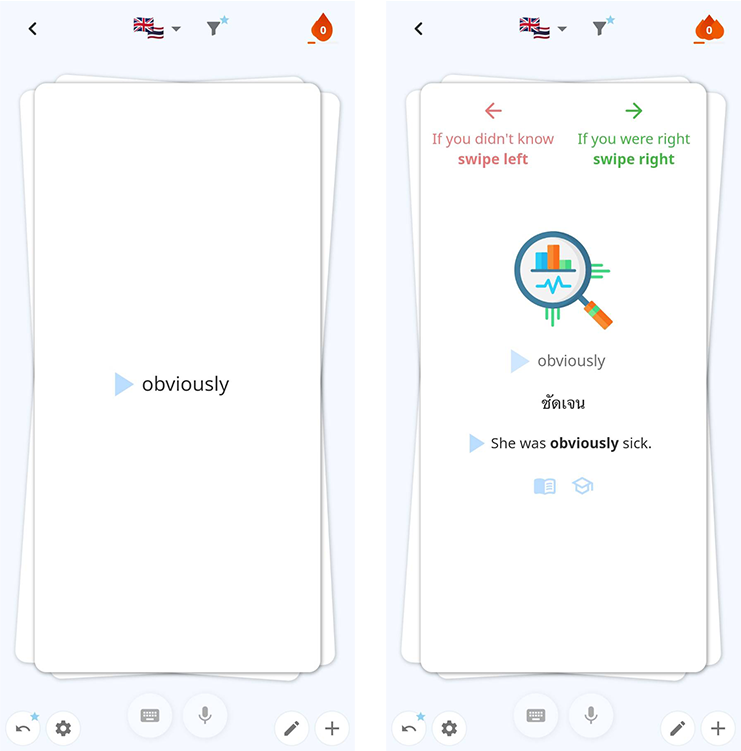 0
obviously
0
If you didn't know
swipe left
If you were right
swipe right
obviously
ชัดเจน
She was obviously sick.